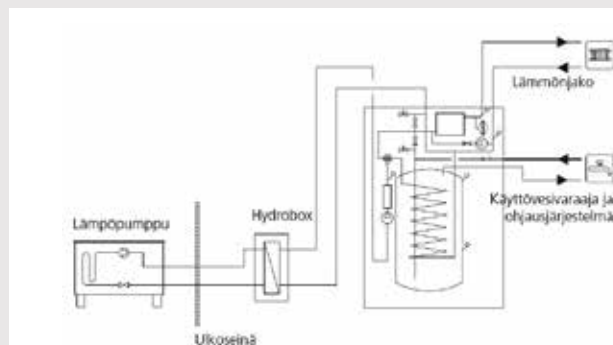 Lämmönjako
Käyttövesivaraaja ja
ohjausjärjestelmä
Hydrobox
Lämpöpumppu
Ulkoseinä